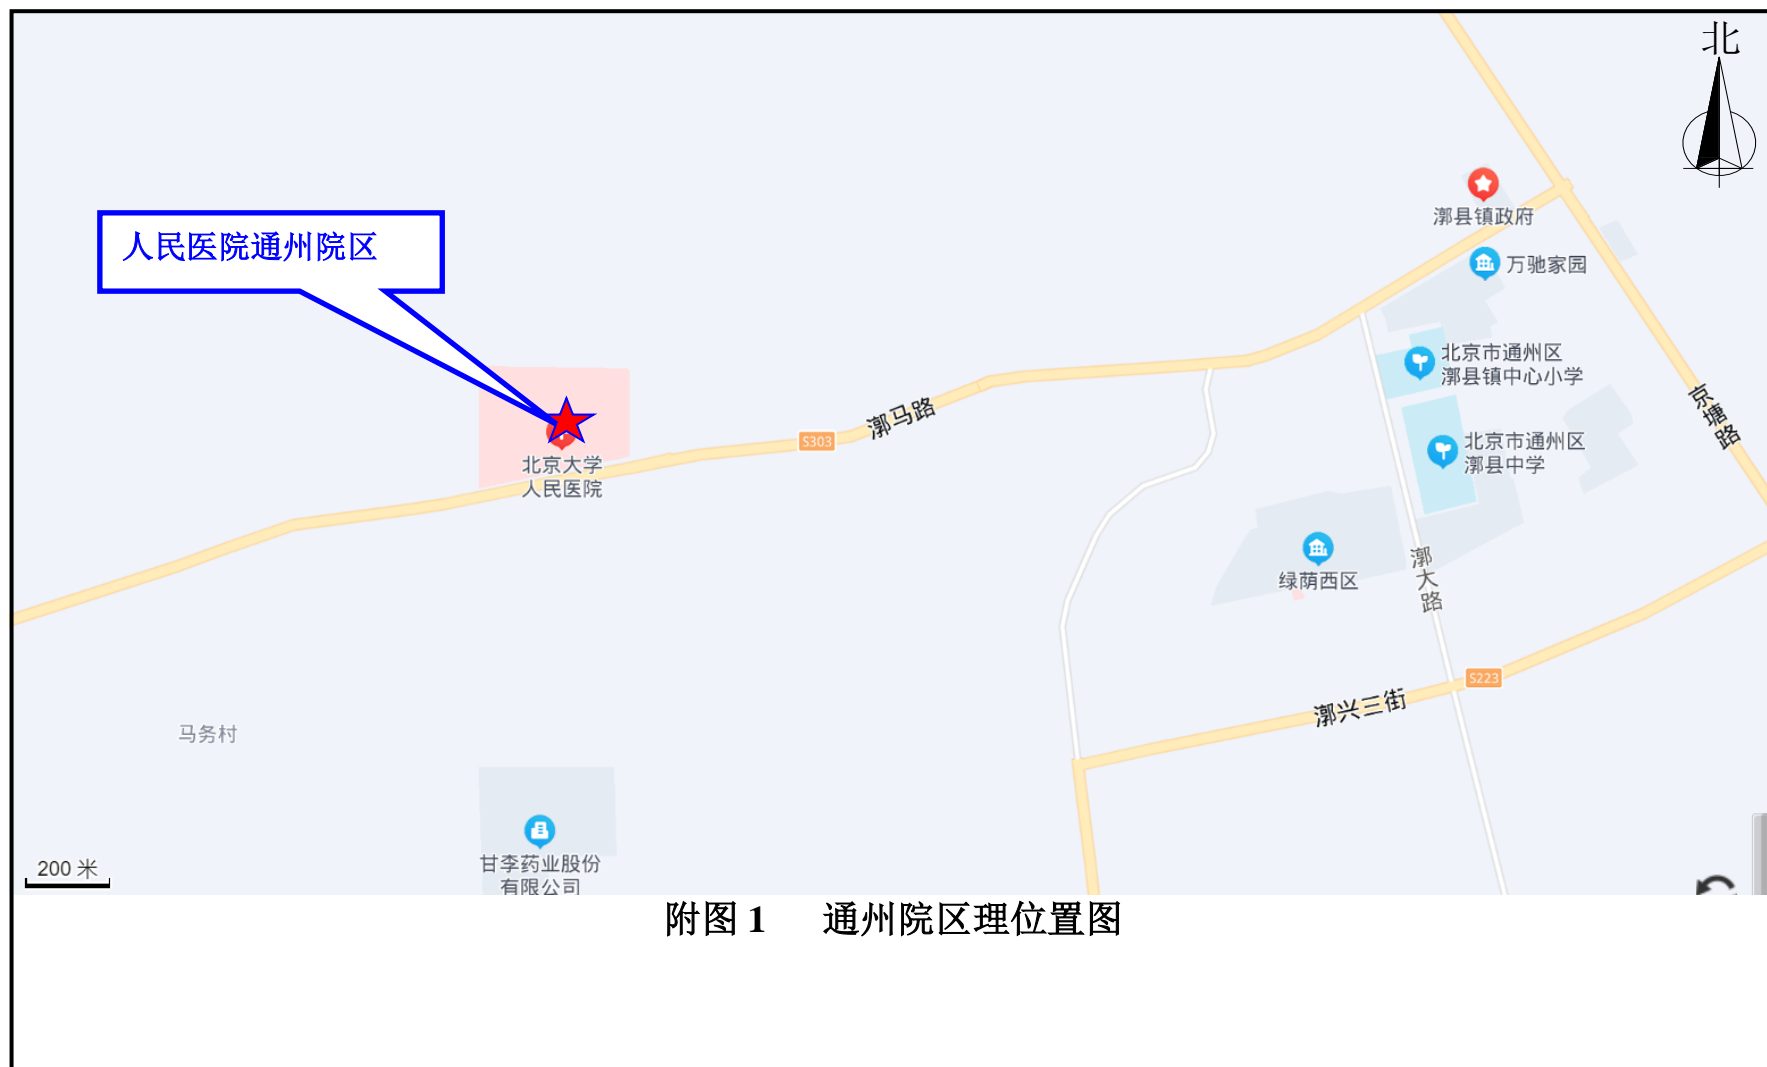 北
漷县镇政府
人民医院通州院区
万驰家园
北京市通州区
漷县镇中心小学
京塘路
漷马路
S303
北京市通州区
漷县中学
北京大学
人民医院
绿荫西区
漷大路
S223
漷兴三街
马务村
甘李药业股份
有限公司
200 米
附图 1 通州院区理位置图